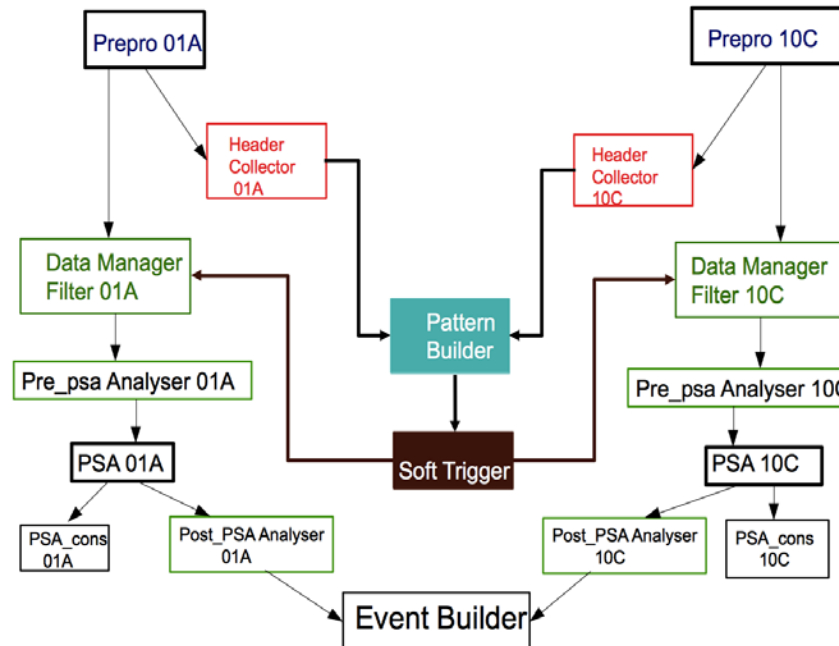 Prepro 01A
Prepro 10C
Header
Collector
01A
Header
Collector
10C
Data Manager
Filter 01A
Data Manager
Filter 10C
Pattern
Builder
Pre_psa Analyser 01A
Pre_psa Analyser 10C
PSA 01A
Soft Trigger
PSA 10C
PSA_cons
01A
Post_PSA Analyser
01A
Post_PSA Analyser
10C
PSA_cons
10C
Event Builder